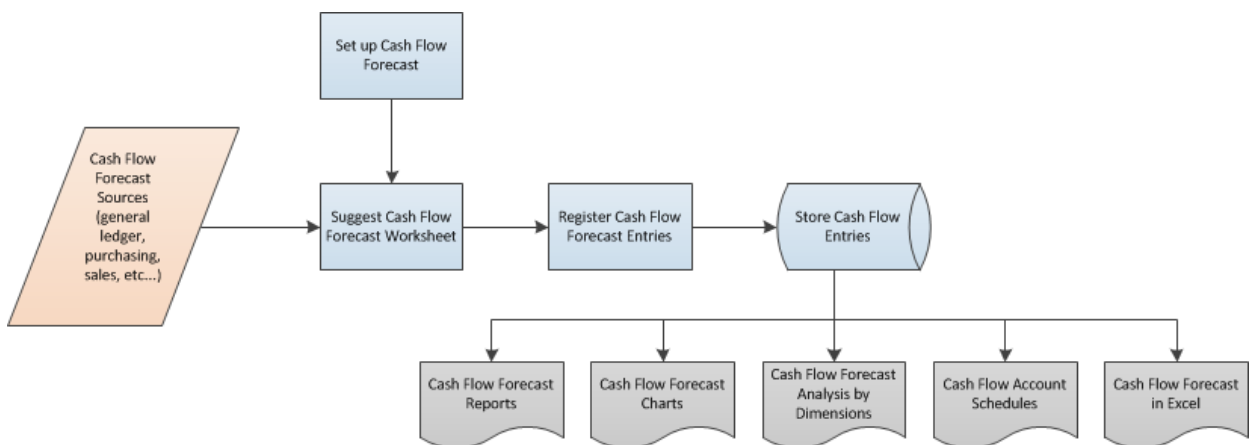 Set up Cash Flow
Forecast
Cash Flow
Forecast
Sources
(general
ledger,
purchasing,
sales, etc...)
Suggest Cash Flow
Forecast Worksheet
Register Cash Flow
Forecast Entries
Store Cash Flow
Entries
Cash Flow Forecast
Reports
Cash Flow Forecast
Charts
Cash Flow Forecast
Analysis by
Dimensions
Cash Flow Account
Schedules
Cash Flow Forecast
in Excel